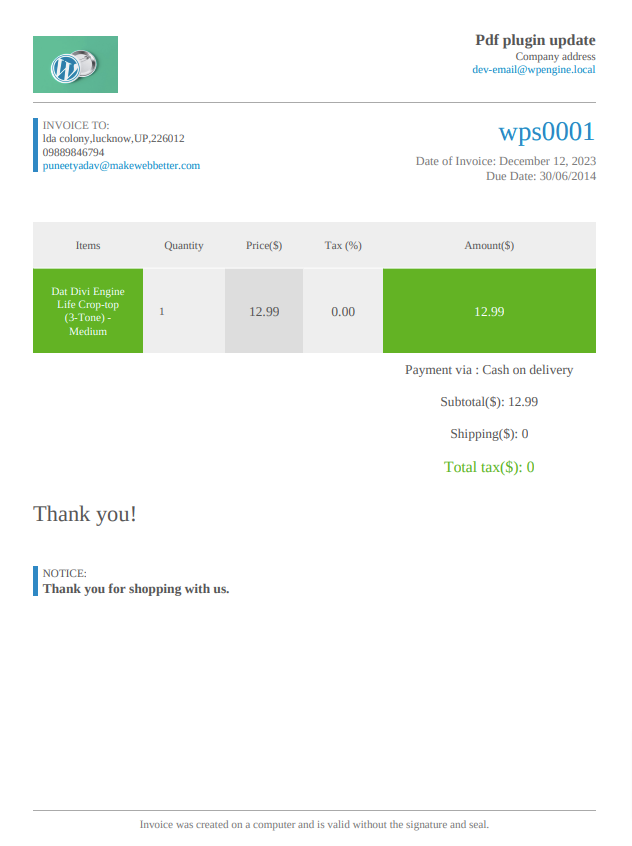 Pdf plugin update
Company address
dev-email@wpengine.local
INVOICE TO:
lda colony,lucknow,UP,226012
09889846794
puneetyadav@makewebbetter.com
wps0001
Date of Invoice: December 12, 2023
Due Date: 30/06/2014
Items Quantity Price($) Tax (%) Amount($)
Dat Divi Engine
Life Crop-top
(3-Tone) -
Medium
1 12.99 0.00 12.99
Payment via : Cash on delivery
Subtotal($): 12.99
Shipping($): 0
Total tax($): 0
Thank you!
NOTICE:
Thank you for shopping with us.
Invoice was created on a computer and is valid without the signature and seal.